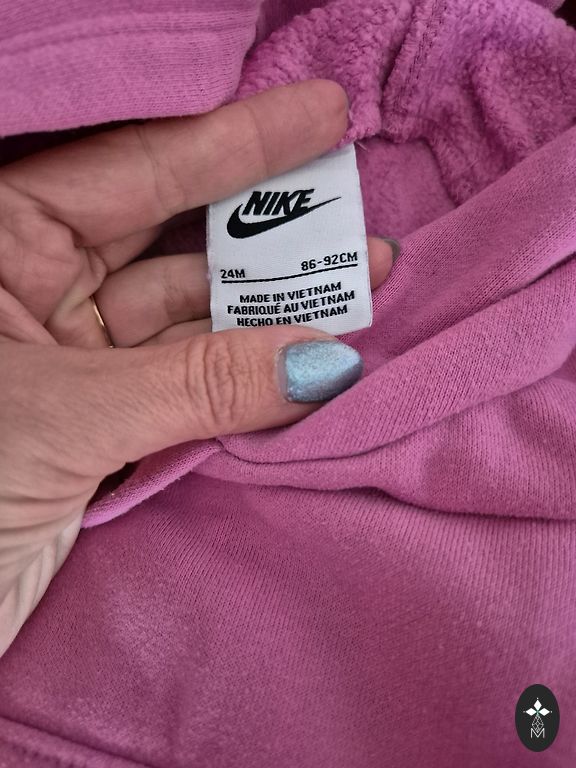 NIKE
24M 86-92CM
MADE IN VIETNAM
FABRIQUÉ AU VIETNAM
HECHO EN VIETNAM
M